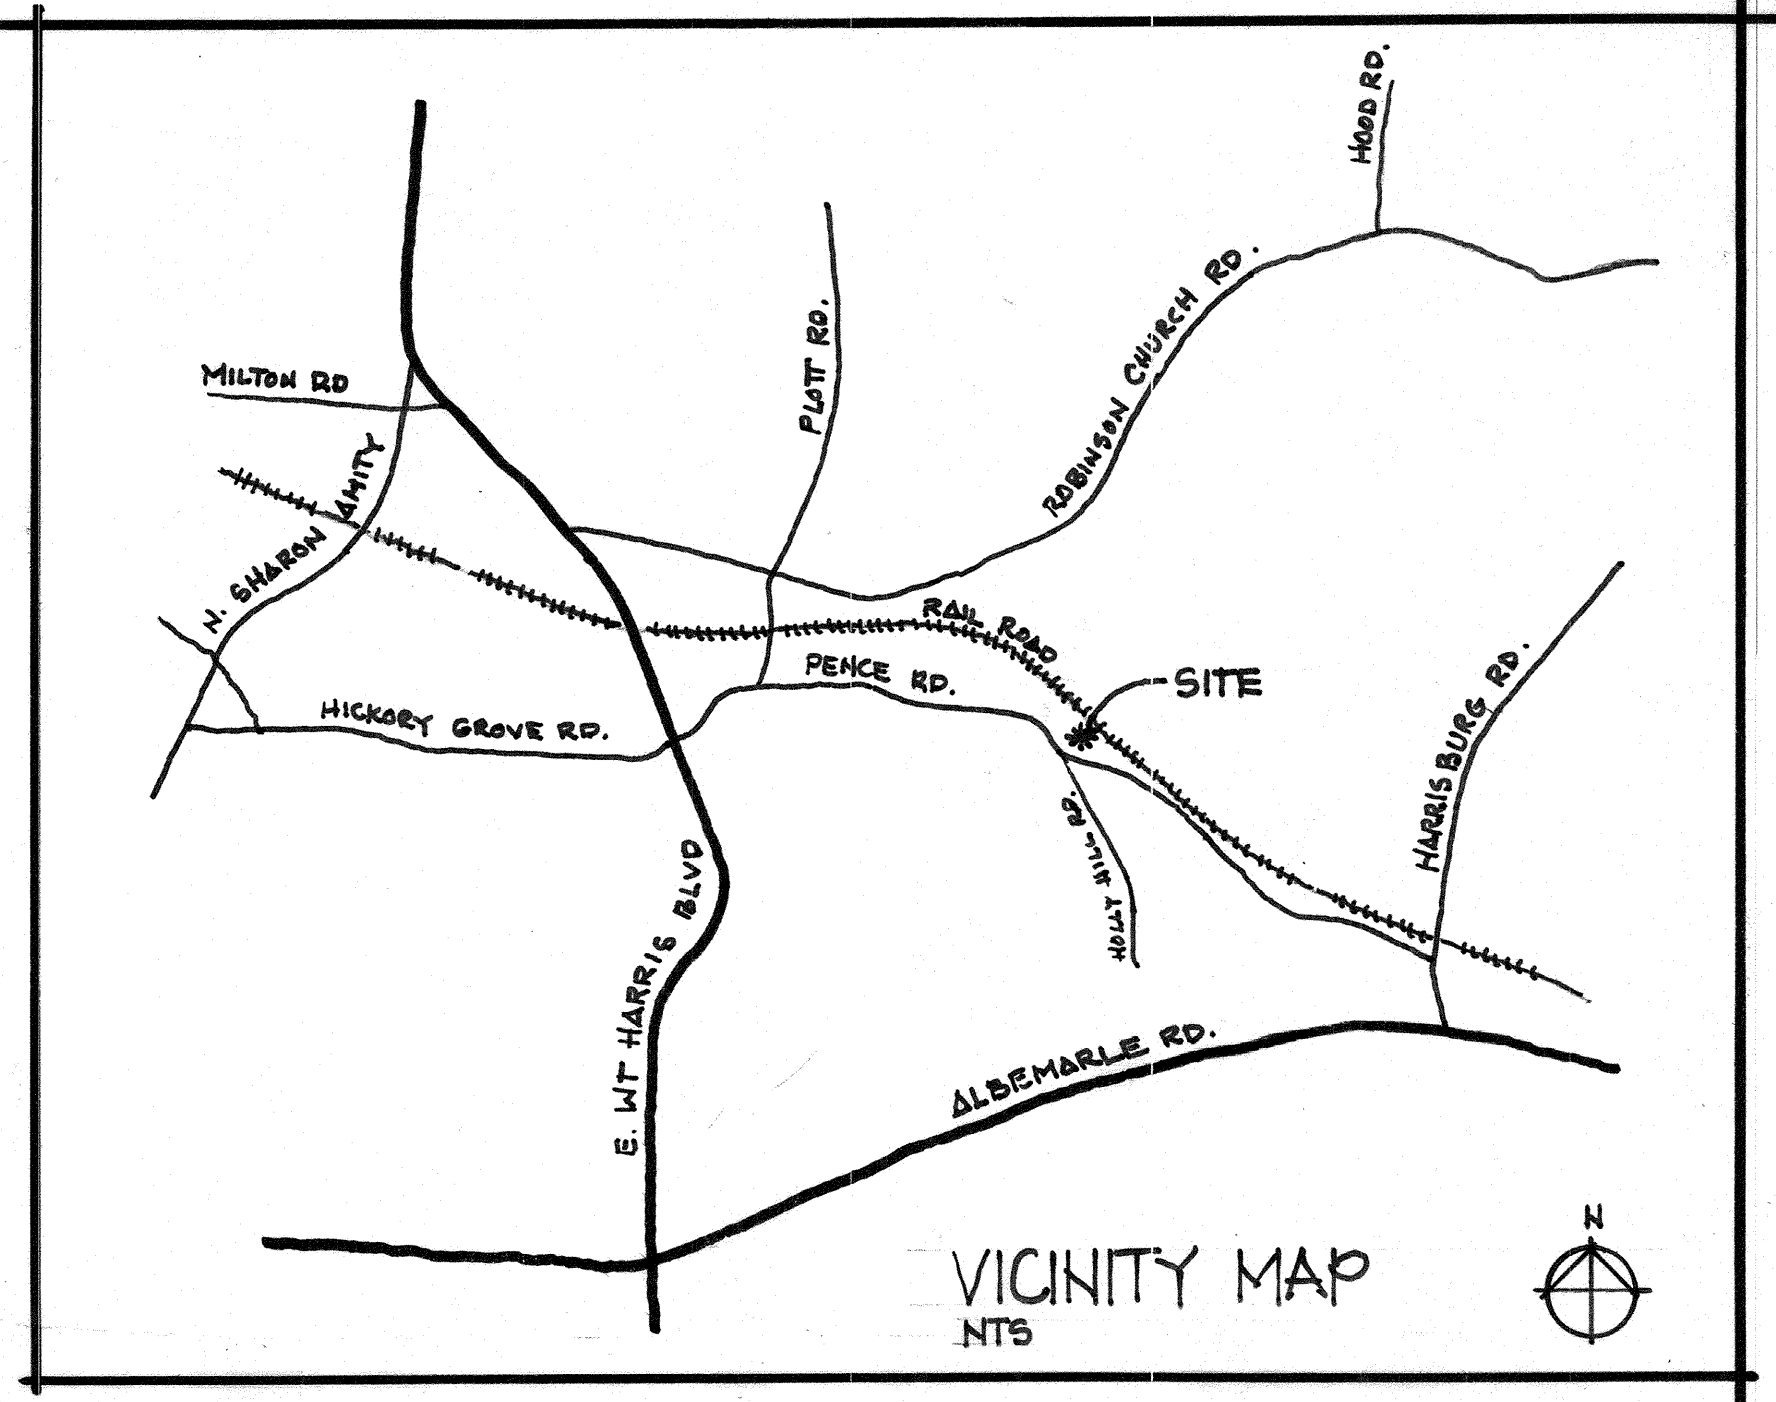 HOOD RD.
ROBINSON CHURCH RD.
PLOTT RD.
MILTON RD
N. SHARON AMITY
RAIL ROAD
PENCE RD.
SITE
HICKORY GROVE RD.
HARRISBURG RD.
HOLLY HILL RD.
E. WT HARRIS BLVD
ALBEMARLE RD.
N
VICINITY MAP
NTS